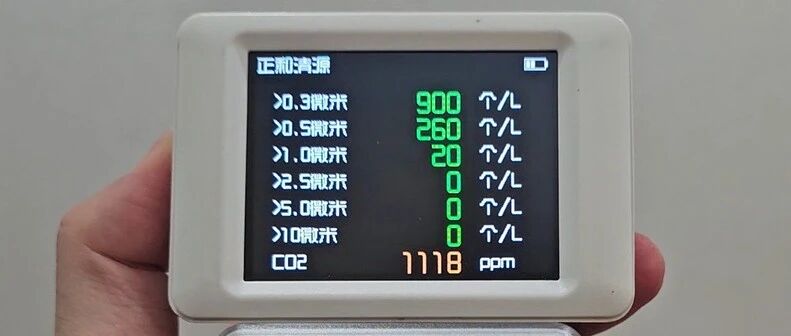 正和清源
>0.3微米 900 个/L
>0.5微米 260 个/L
>1.0微米 20 个/L
>2.5微米 0 个/L
>5.0微米 0 个/L
>10微米 0 个/L
CO2 1118 ppm